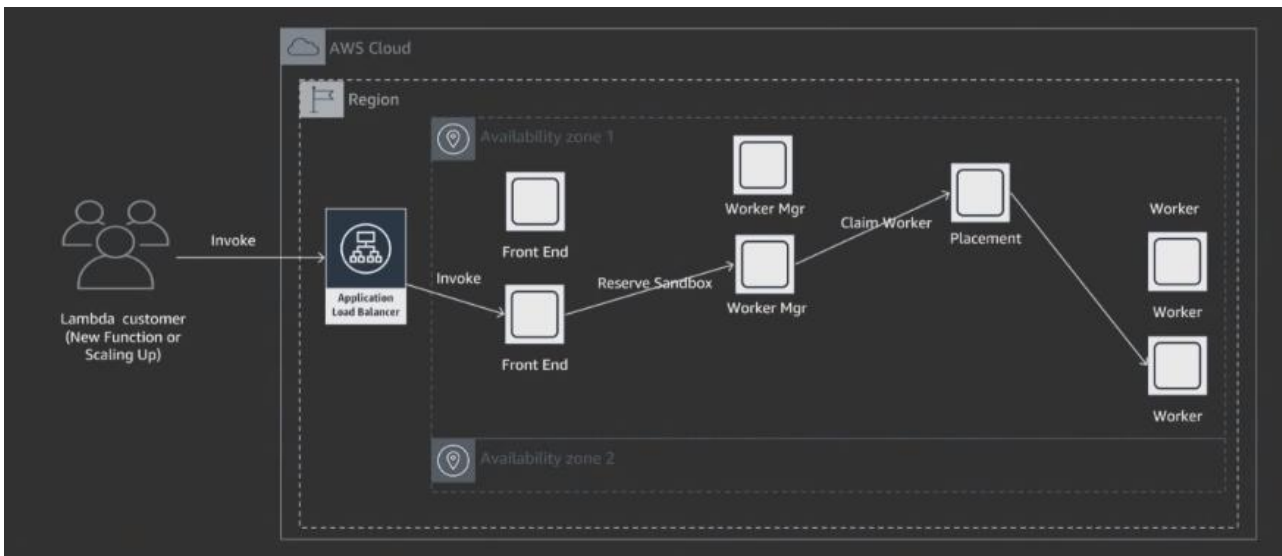 AWS Cloud
Region
Availability zone 1
Worker Mgr
Claim Worker
Placement
Worker
Front End
Invoke
Invoke
Reserve Sandbox
Worker Mgr
Worker
Application
Load Balancer
Lambda customer
(New Function or
Scaling Up)
Front End
Worker
Availability zone 2